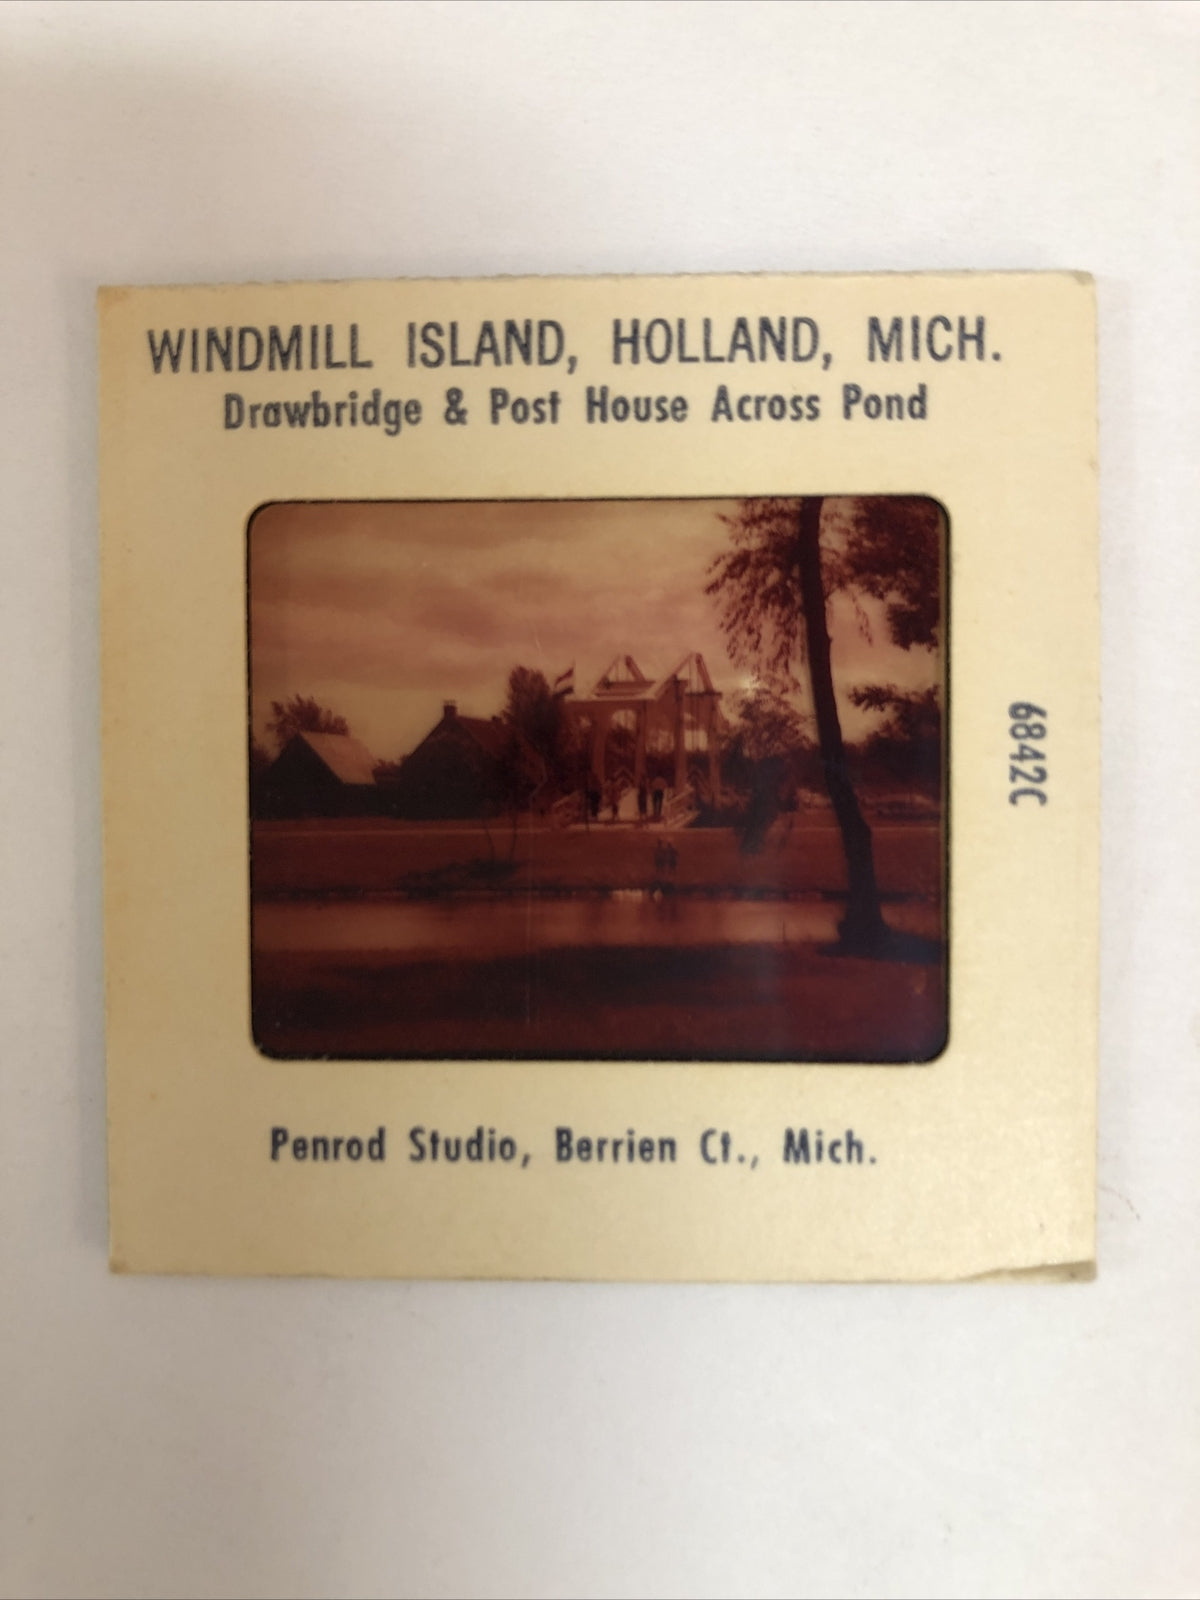 WINDMILL ISLAND, HOLLAND, MICH.
Drawbridge & Post House Across Pond
6842C
Penrod Studio, Berrien Ct., Mich.